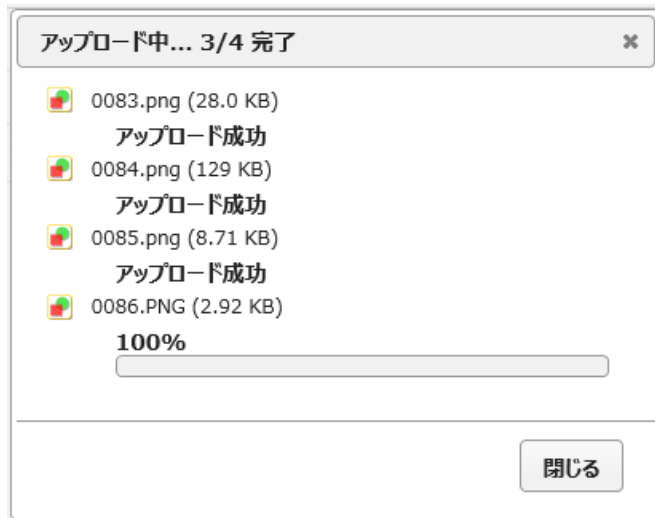 アップロード中... 3/4 完了
0083.png (28.0 KB)
アップロード成功
0084.png (129 KB)
アップロード成功
0085.png (8.71 KB)
アップロード成功
0086.PNG (2.92 KB)
100%
閉じる